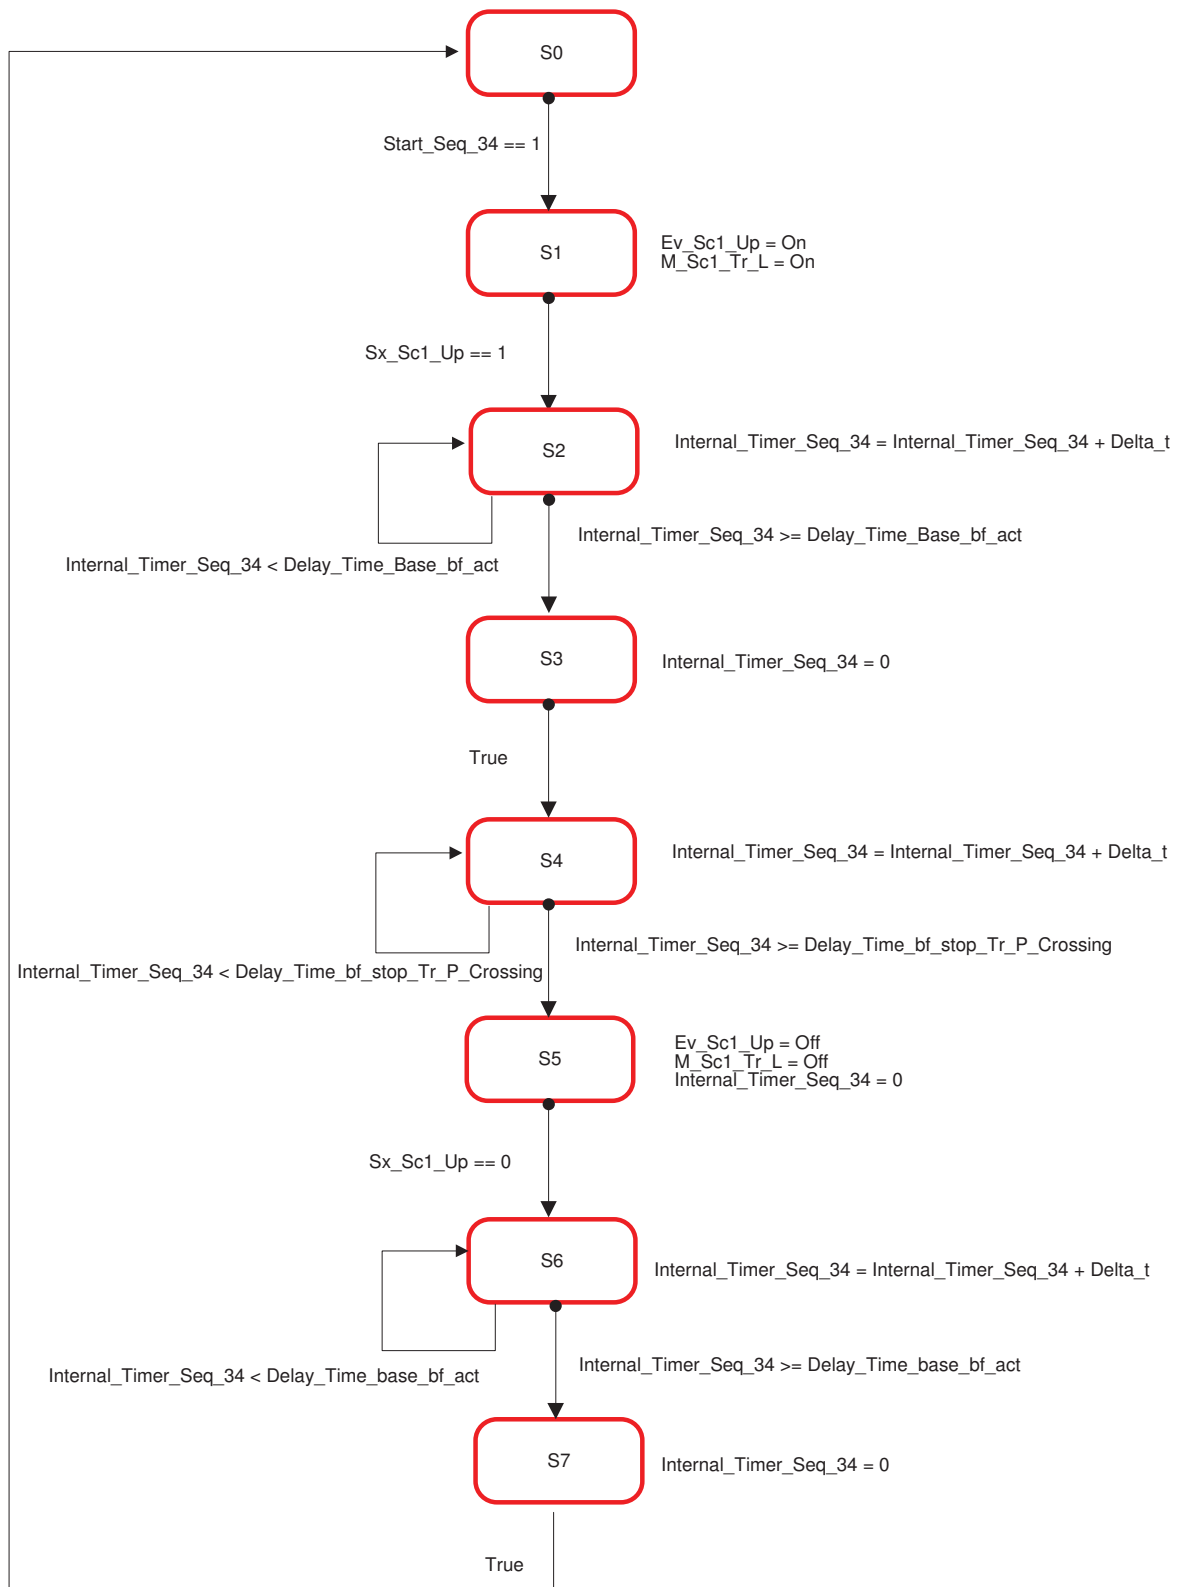 S0
Start_Seq_34 == 1
S1
Ev_Sc1_Up = On
M_Sc1_Tr_L = On
Sx_Sc1_Up == 1
S2
Internal_Timer_Seq_34 = Internal_Timer_Seq_34 + Delta_t
Internal_Timer_Seq_34 >= Delay_Time_Base_bf_act
Internal_Timer_Seq_34 < Delay_Time_Base_bf_act
S3
Internal_Timer_Seq_34 = 0
True
S4
Internal_Timer_Seq_34 = Internal_Timer_Seq_34 + Delta_t
Internal_Timer_Seq_34 >= Delay_Time_bf_stop_Tr_P_Crossing
Internal_Timer_Seq_34 < Delay_Time_bf_stop_Tr_P_Crossing
S5
Ev_Sc1_Up = Off
M_Sc1_Tr_L = Off
Internal_Timer_Seq_34 = 0
Sx_Sc1_Up == 0
S6
Internal_Timer_Seq_34 = Internal_Timer_Seq_34 + Delta_t
Internal_Timer_Seq_34 >= Delay_Time_base_bf_act
Internal_Timer_Seq_34 < Delay_Time_base_bf_act
S7
Internal_Timer_Seq_34 = 0
True